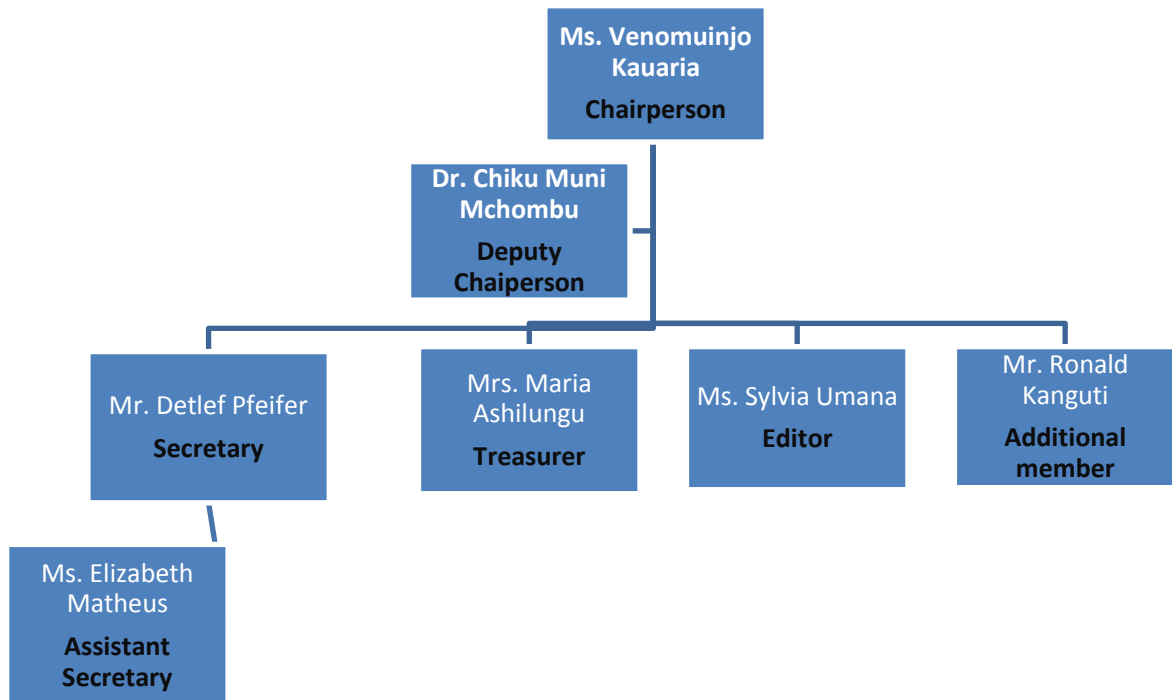 Ms. Venomuinjo
Kauaria
Chairperson
Dr. Chiku Muni
Mchombu
Deputy
Chaiperson
Mr. Detlef Pfeifer
Secretary
Mrs. Maria
Ashilungu
Treasurer
Ms. Sylvia Umana
Editor
Mr. Ronald
Kanguti
Additional
member
Ms. Elizabeth
Matheus
Assistant
Secretary